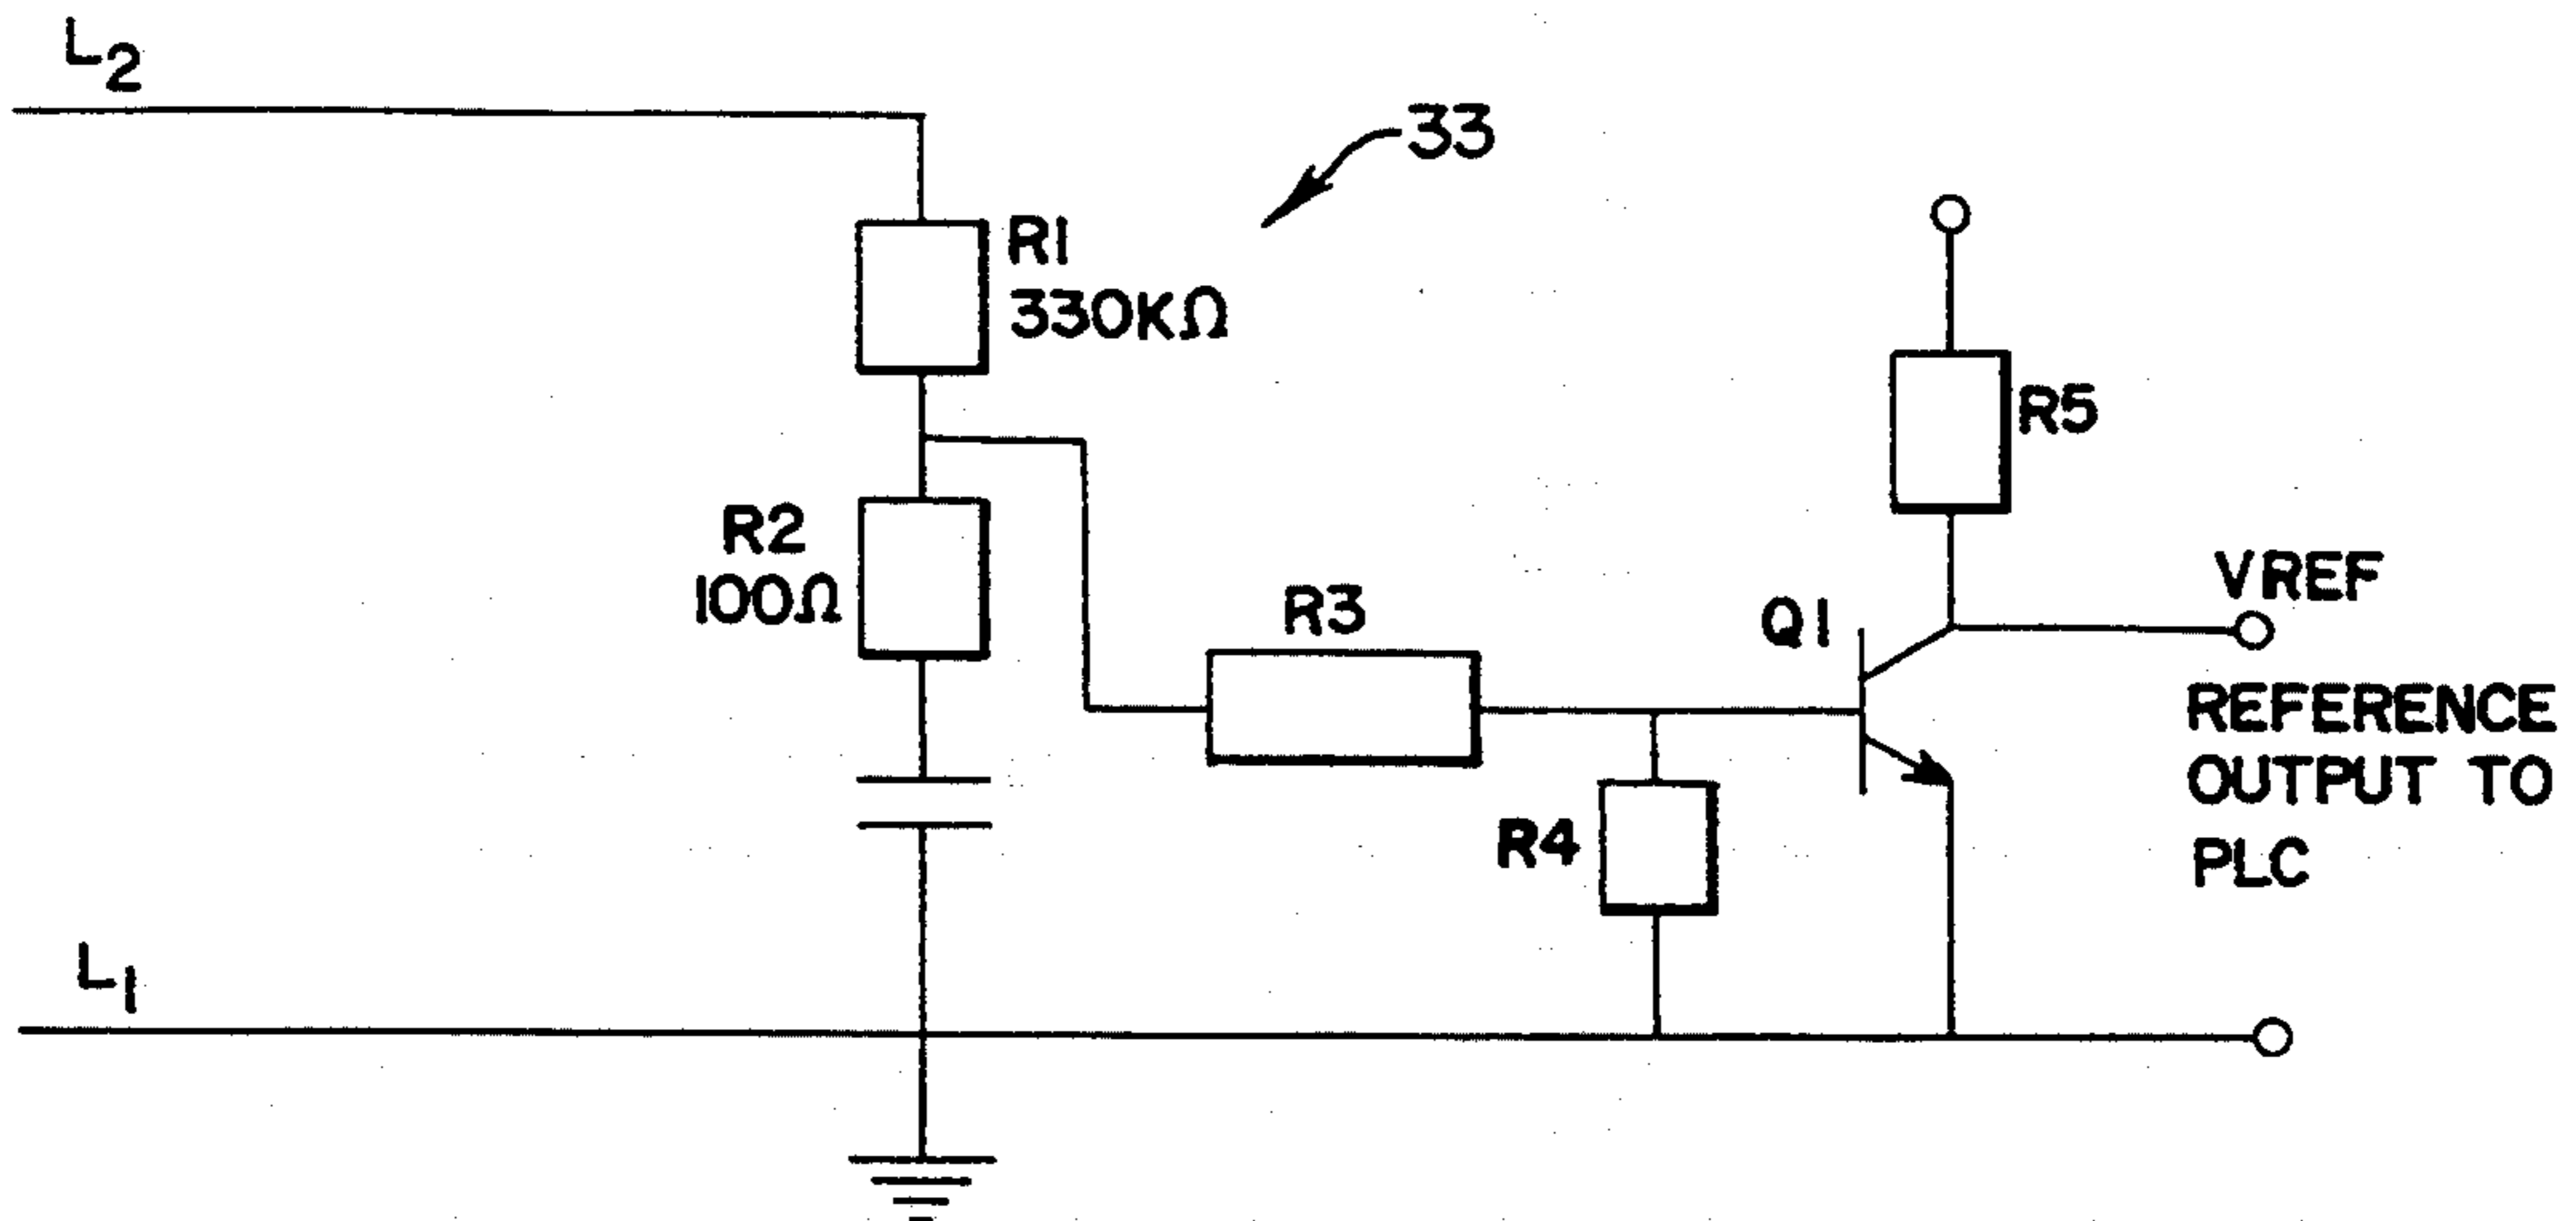 L2
33
R1
330KΩ
R5
R2
100Ω
R3
Q1
VREF
REFERENCE
OUTPUT TO
PLC
R4
L1